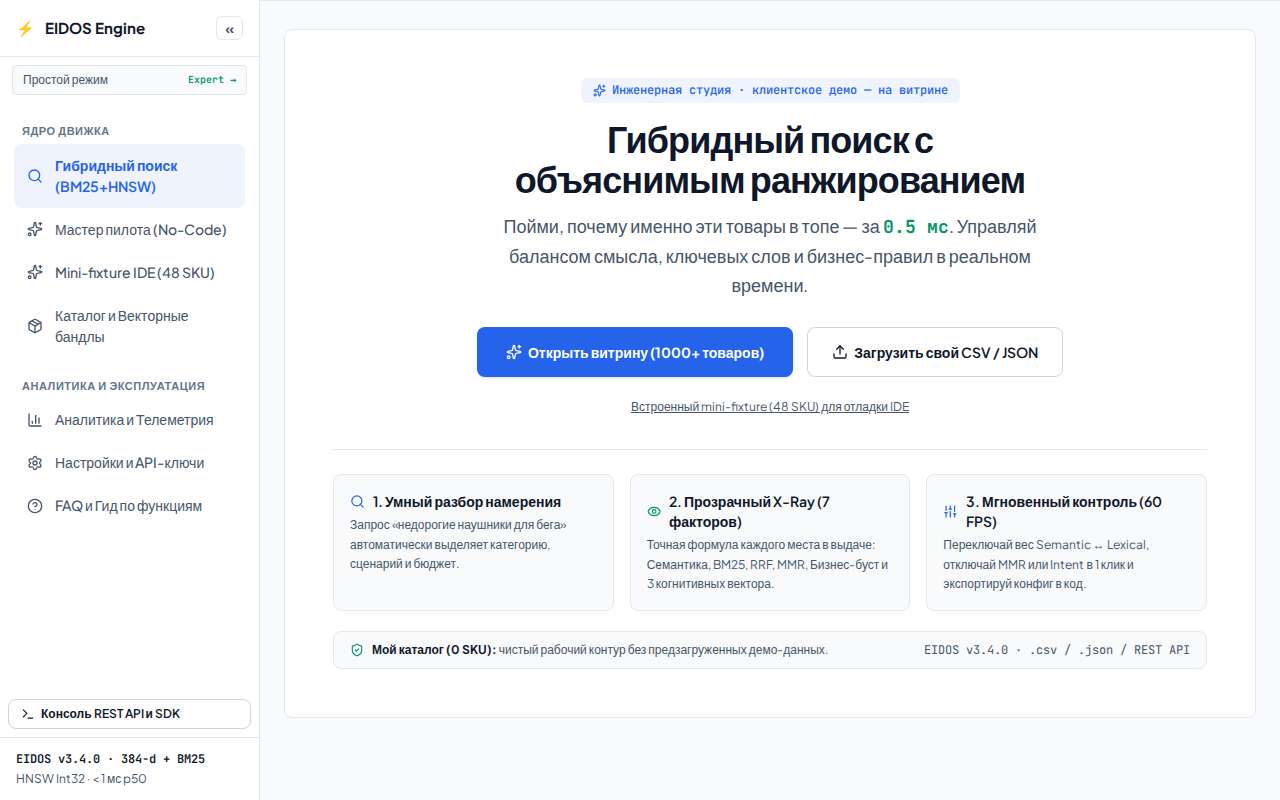 ⚡ EIDOS Engine «
Простой режим Expert →
ЯДРО ДВИЖКА
Гибридный поиск
(BM25+HNSW)
Мастер пилота (No-Code)
Mini-fixture IDE (48 SKU)
Каталог и Векторные
бандлы
АНАЛИТИКА И ЭКСПЛУАТАЦИЯ
Аналитика и Телеметрия
Настройки и API-ключи
FAQ и Гид по функциям
Консоль REST API и SDK
EIDOS v3.4.0 · 384-d + BM25
HNSW Int32 · <1 мс p50
Инженерная студия · клиентское демо — на витрине
Гибридный поиск с
объяснимым ранжированием
Пойми, почему именно эти товары в топе — за 0.5 мс. Управляй
балансом смысла, ключевых слов и бизнес-правил в реальном
времени.
Открыть витрину (1000+ товаров)
Загрузить свой CSV / JSON
Встроенный mini-fixture (48 SKU) для отладки IDE
1. Умный разбор намерения
Запрос «недорогие наушники для бега»
автоматически выделяет категорию,
сценарий и бюджет.
2. Прозрачный X-Ray (7
факторов)
Точная формула каждого места в выдаче:
Семантика, BM25, RRF, MMR, Бизнес-буст и
3 когнитивных вектора.
3. Мгновенный контроль (60
FPS)
Переключай вес Semantic ↔ Lexical,
отключай MMR или Intent в 1 клик и
экспортируй конфиг в код.
Мой каталог (0 SKU): чистый рабочий контур без предзагруженных демо-данных.
EIDOS v3.4.0 · .csv / .json / REST API